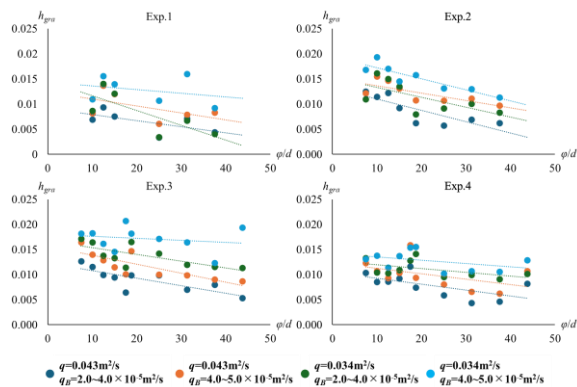 h_gra Exp.1
0.025
0.020
0.015
0.010
0.005
0
0 10 20 30 40 50
φ/d
h_gra Exp.2
0.025
0.020
0.015
0.010
0.005
0.000
0 10 20 30 40 50
φ/d
h_gra Exp.3
0.025
0.020
0.015
0.010
0.005
0.000
0 10 20 30 40 50
φ/d
h_gra Exp.4
0.025
0.020
0.015
0.010
0.005
0.000
0 10 20 30 40 50
φ/d
q=0.043m²/s
q_B=2.0~4.0×10⁻⁵m²/s
q=0.043m²/s
q_B=4.0~5.0×10⁻⁵m²/s
q=0.034m²/s
q_B=2.0~4.0×10⁻⁵m²/s
q=0.034m²/s
q_B=4.0~5.0×10⁻⁵m²/s